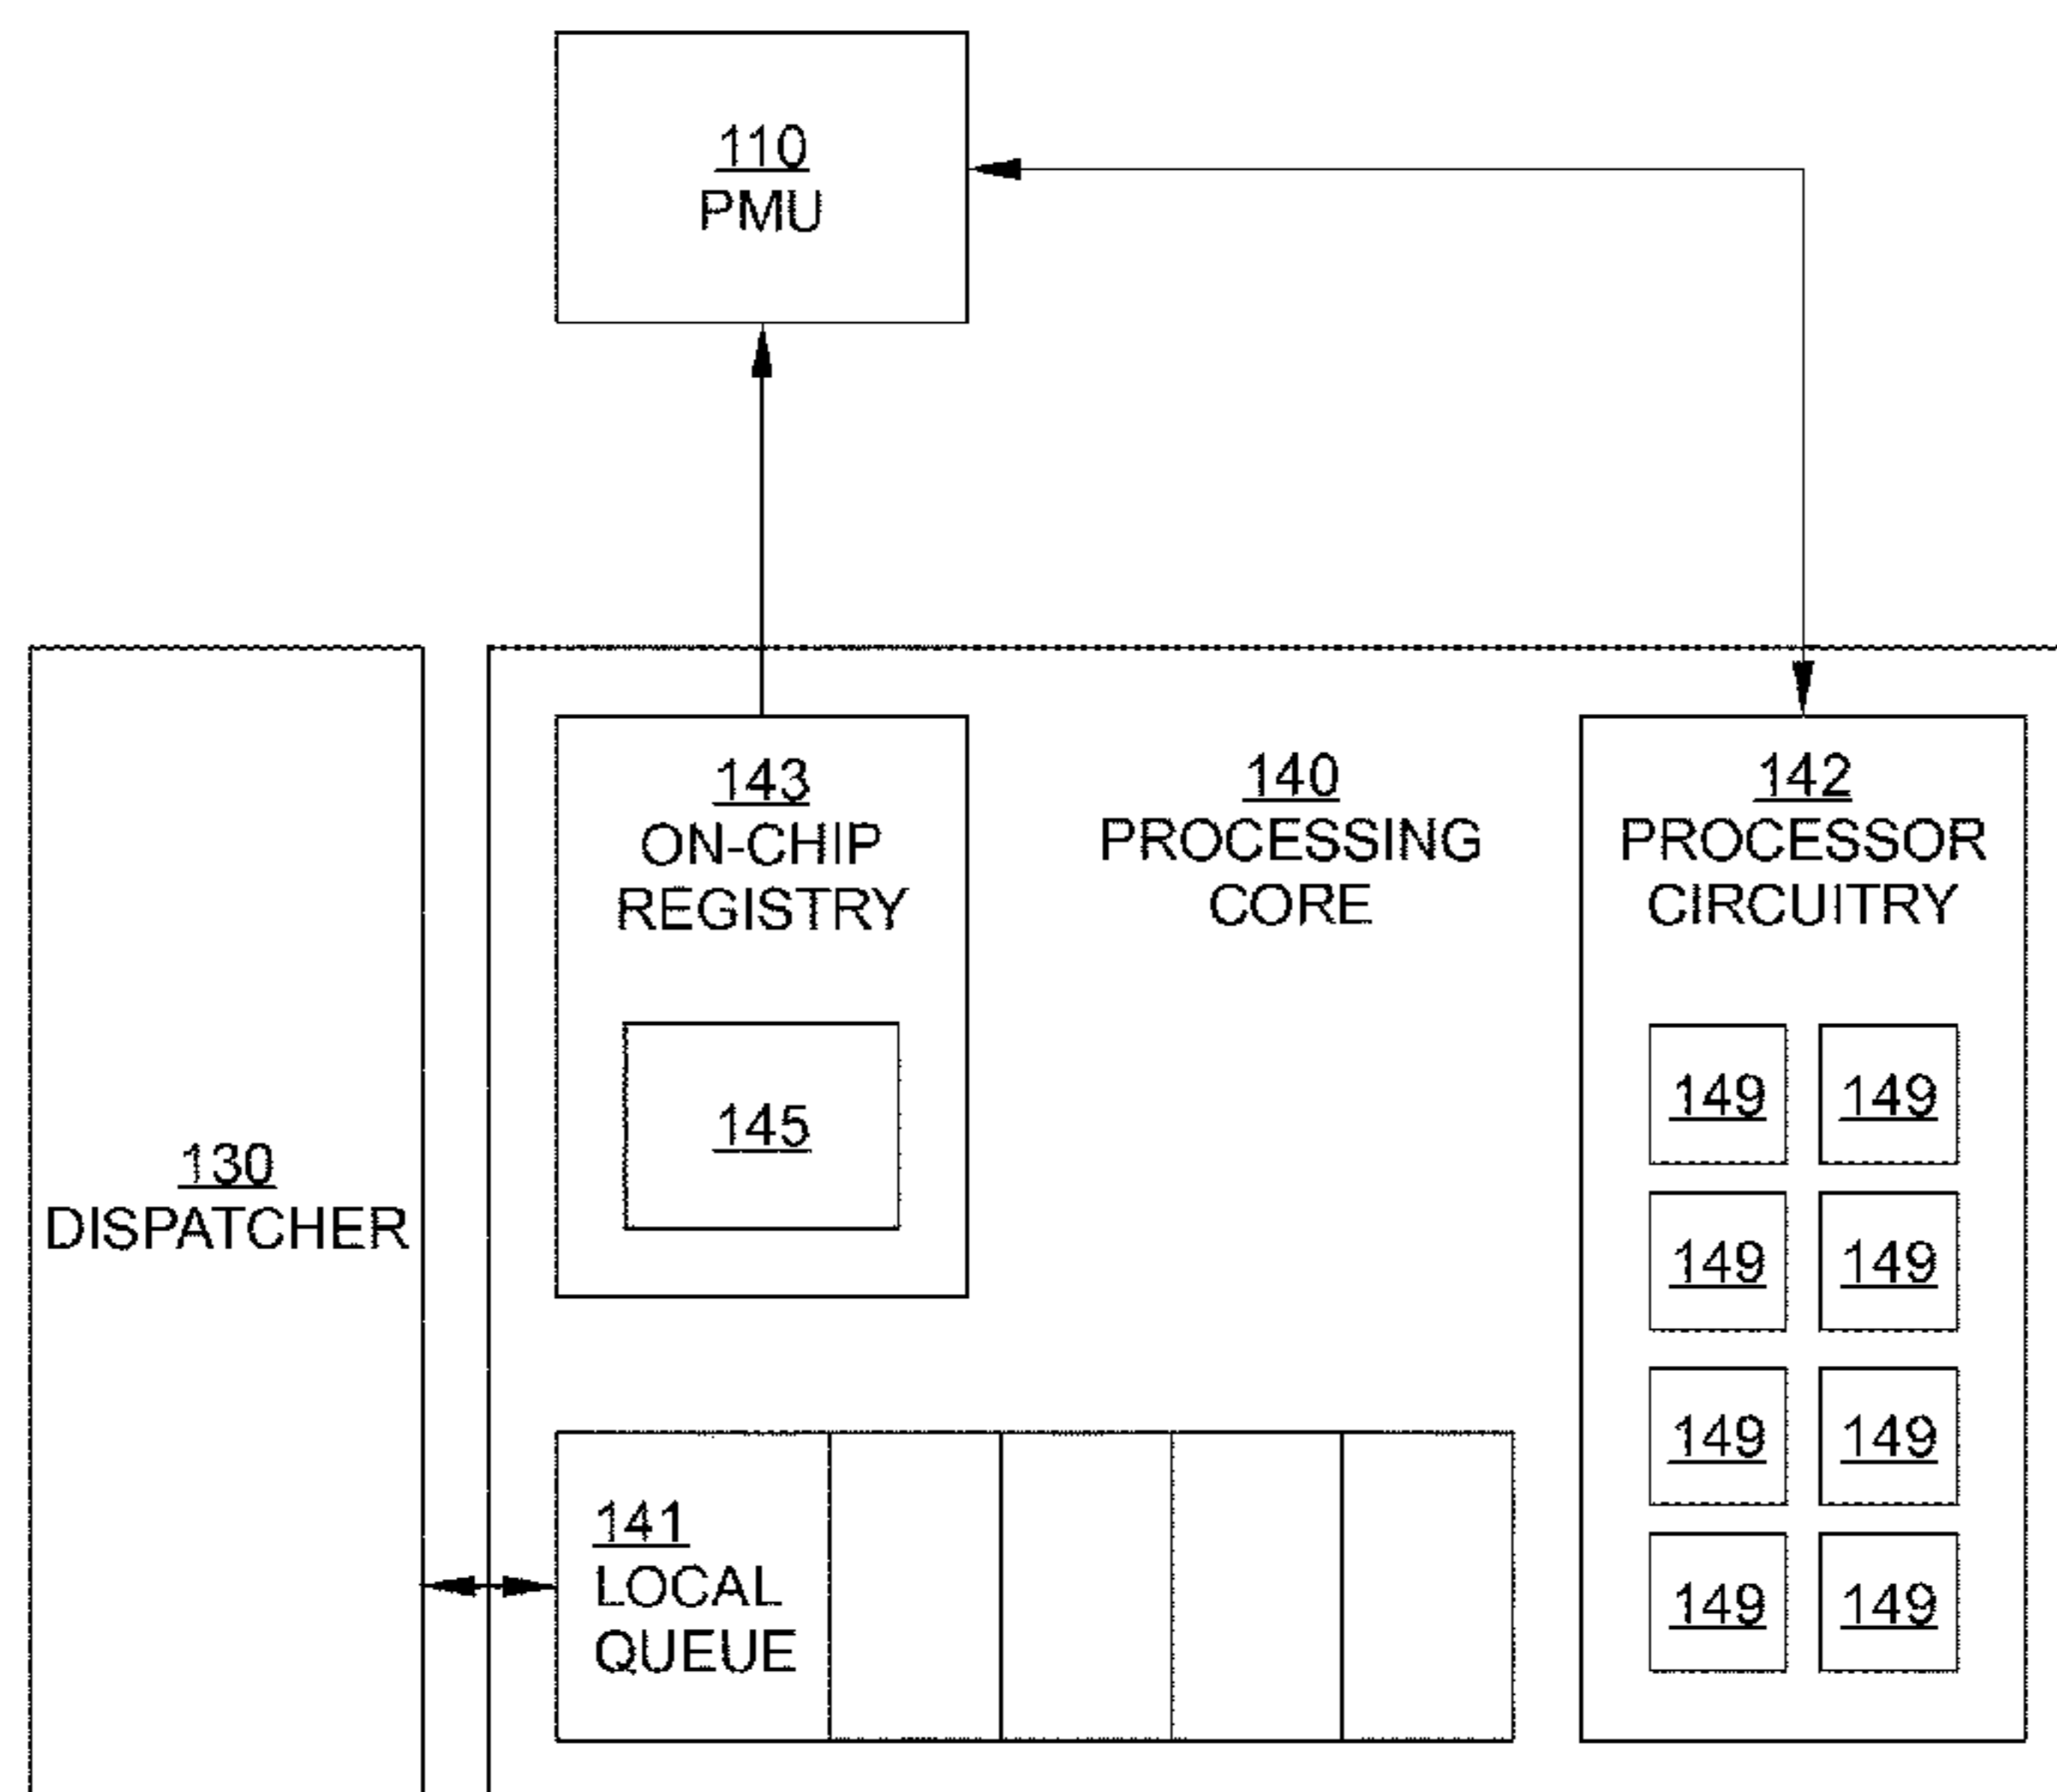 110
PMU
143
ON-CHIP
REGISTRY
145
140
PROCESSING
CORE
142
PROCESSOR
CIRCUITRY
149 149
149 149
149 149
149 149
130
DISPATCHER
141
LOCAL
QUEUE